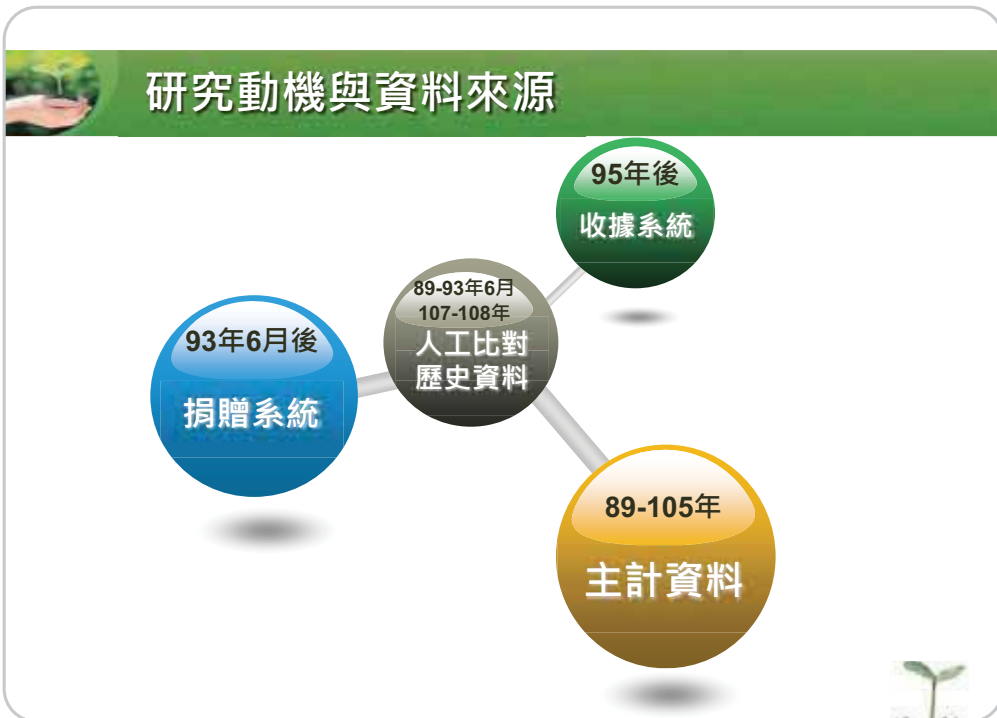 研究動機與資料來源
95年後
收據系統
89-93年6月
107-108年
人工比對
歷史資料
93年6月後
捐贈系統
89-105年
主計資料